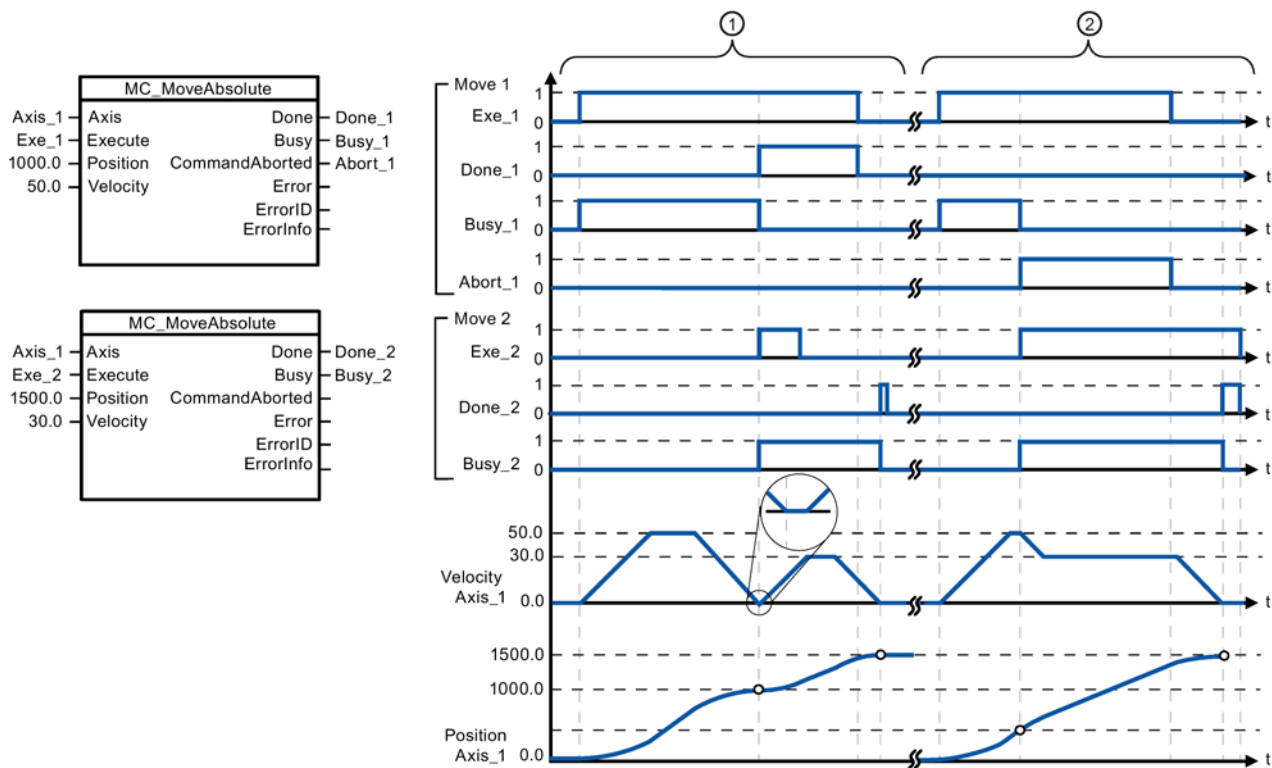 ① ②
MC_MoveAbsolute
Axis_1 Axis Done Done_1
Exe_1 Execute Busy Busy_1
1000.0 Position CommandAborted Abort_1
50.0 Velocity Error
ErrorID
ErrorInfo
MC_MoveAbsolute
Axis_1 Axis Done Done_2
Exe_2 Execute Busy Busy_2
1500.0 Position CommandAborted
30.0 Velocity Error
ErrorID
ErrorInfo
Move 1
1
Exe_1
0 t
1
Done_1 0 t
1
Busy_1 0 t
1
Abort_1 0 t
Move 2
1
Exe_2 0 t
1
Done_2 0 t
1
Busy_2 0 t
50.0
30.0
Velocity
Axis_1 0.0 t
1500.0
1000.0
Position
Axis_1 0.0 t